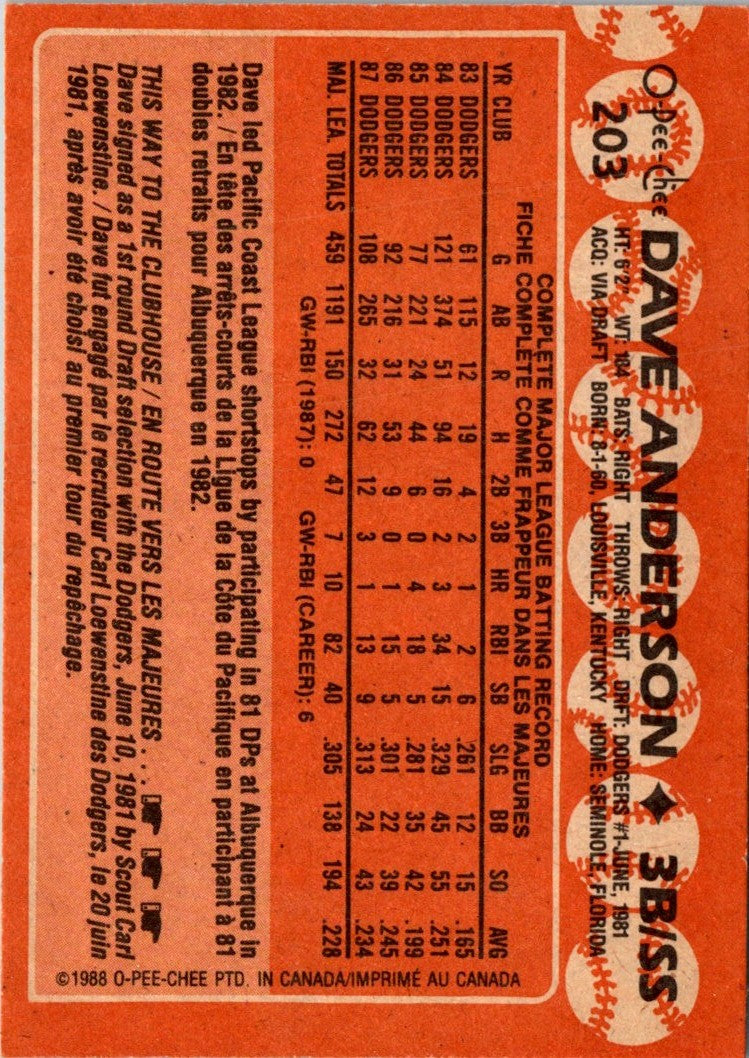 O-Pee-Chee
203
DAVE ANDERSON ♦ 3B/SS
HT: 6'2" WT: 184 BATS: RIGHT THROWS: RIGHT DRFT: DODGERS #1-JUNE, 1981
ACQ: VIA DRAFT BORN: 8-1-60, LOUISVILLE, KENTUCKY HOME: SEMINOLE, FLORIDA
COMPLETE MAJOR LEAGUE BATTING RECORD
FICHE COMPLÈTE COMME FRAPPEUR DANS LES MAJEURES
YR CLUB G AB R H 2B 3B HR RBI SB SLG BB SO AVG
83 DODGERS 61 115 12 19 4 2 1 2 6 .261 12 15 .165
84 DODGERS 121 374 51 94 16 2 3 34 15 .329 45 55 .251
85 DODGERS 77 221 24 44 6 0 4 18 5 .281 35 42 .199
86 DODGERS 92 216 31 53 9 0 1 15 5 .301 22 39 .245
87 DODGERS 108 265 32 62 12 3 1 13 9 .313 24 43 .234
MAJ. LEA. TOTALS 459 1191 150 272 47 7 10 82 40 .305 138 194 .228
GW-RBI (1987): 0 GW-RBI (CAREER): 6
Dave led Pacific Coast League shortstops by participating in 81 DPs at Albuquerque in
1982. / En tête des arrêts-courts de la Ligue de la Côte du Pacifique en participant à 81
doubles retraits pour Albuquerque en 1982.
THIS WAY TO THE CLUBHOUSE / EN ROUTE VERS LES MAJEURES . . .
Dave signed as a 1st round Draft selection with the Dodgers, June 10, 1981 by Scout Carl
Loewenstine. / Dave fut engagé par le recruteur Carl Loewenstine des Dodgers, le 20 juin
1981, après avoir été choisi au premier tour du repêchage.
©1988 O-PEE-CHEE PTD. IN CANADA/IMPRIMÉ AU CANADA